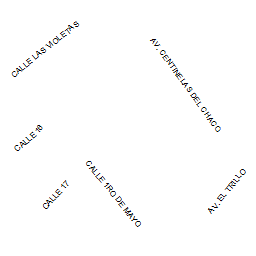 CALLE LAS VIOLETAS
AV. CENTINELAS DEL CHACO
CALLE 18
CALLE 17
CALLE 1RO DE MAYO
AV. EL TRILLO